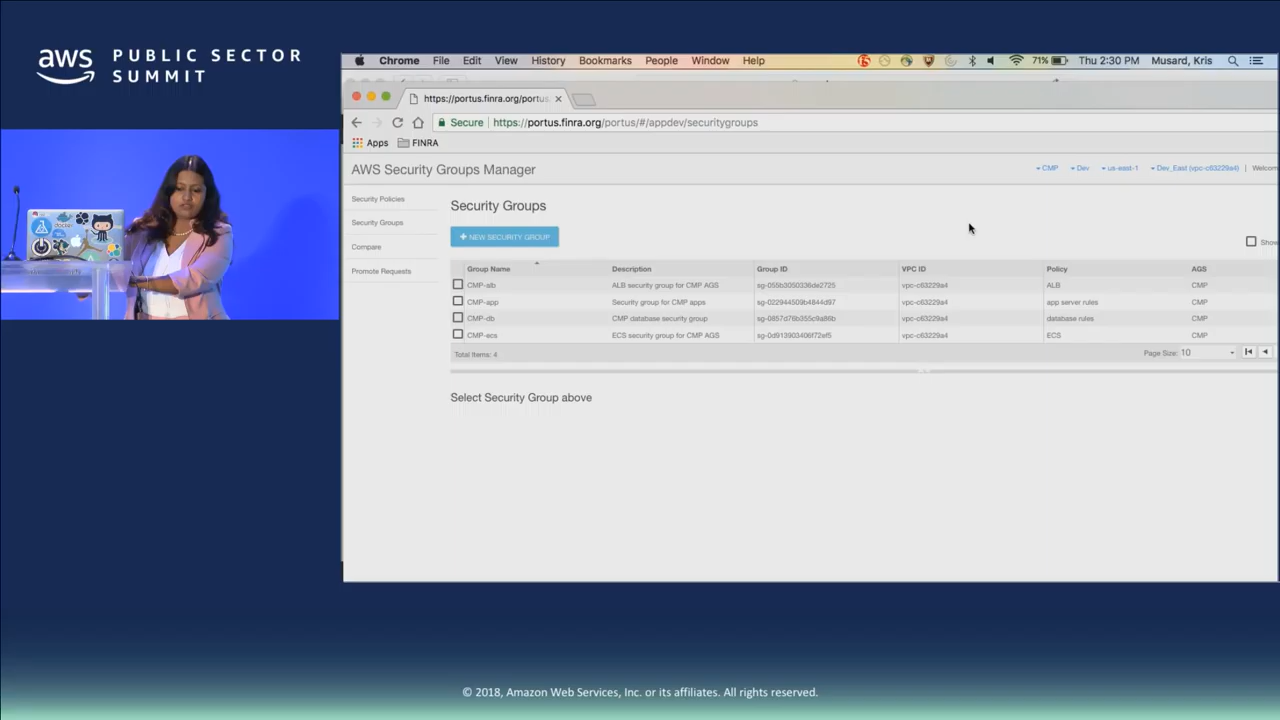 aws PUBLIC SECTOR
SUMMIT
Chrome File Edit View History Bookmarks People Window Help 71% Thu 2:30 PM Musard, Kris
https://portus.finra.org/portus
Secure https://portus.finra.org/portus/#/appdev/securitygroups
Apps FINRA
AWS Security Groups Manager
CMP Dev us-east-1 Dev_East (vpc-c63229a4) Welcom
Security Policies
Security Groups
Compare
Promote Requests
Security Groups
+ NEW SECURITY GROUP
Show
Group Name Description Group ID VPC ID Policy AGS
CMP-alb ALB security group for CMP AGS sg-055b3050336de2725 vpc-c63229a4 ALB CMP
CMP-app Security group for CMP apps sg-022944509b4844d97 vpc-c63229a4 app server rules CMP
CMP-db CMP database security group sg-0857d76b355c9a86b vpc-c63229a4 database rules CMP
CMP-ecs ECS security group for CMP AGS sg-0d913903406f72ef5 vpc-c63229a4 ECS CMP
Total Items: 4
Page Size: 10
Select Security Group above
© 2018, Amazon Web Services, Inc. or its affiliates. All rights reserved.